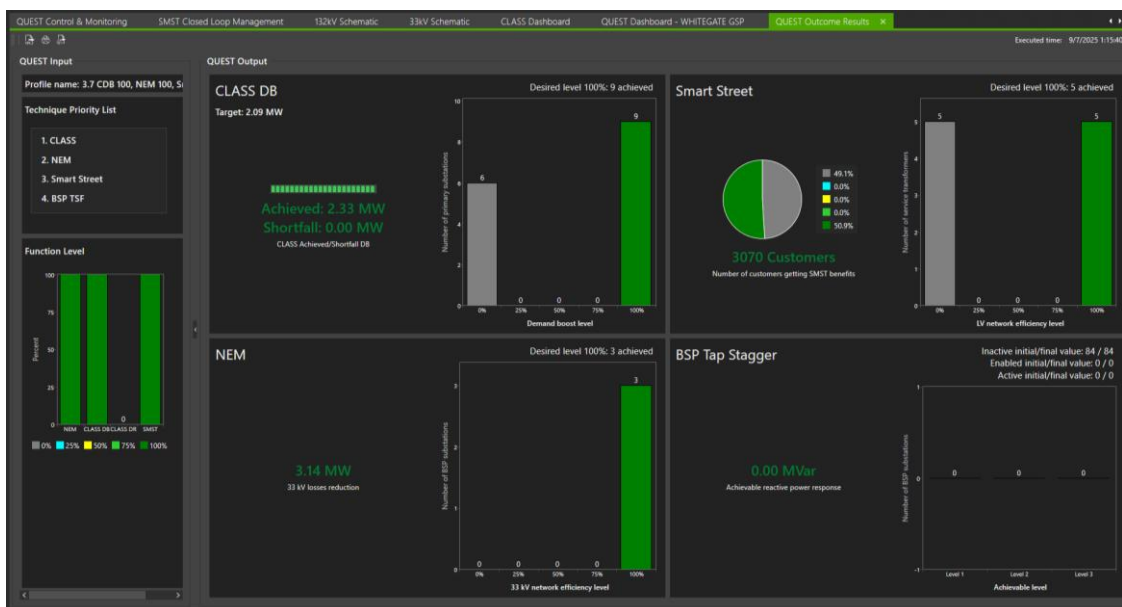 QUEST Control & Monitoring SMST Closed Loop Management 132kV Schematic 33kV Schematic CLASS Dashboard QUEST Dashboard - WHITEGATE GSP QUEST Outcome Results ×
Executed time: 9/7/2025 1:15:40
QUEST Input
Profile name: 3.7 CDB 100, NEM 100, S
Technique Priority List
1. CLASS
2. NEM
3. Smart Street
4. BSP TSF
Function Level
Percent
100
75
50
25
0
0
NEM CLASS DB CLASS DR SMST
0% 25% 50% 75% 100%
QUEST Output
CLASS DB
Desired level 100%: 9 achieved
Target: 2.09 MW
Achieved: 2.33 MW
Shortfall: 0.00 MW
CLASS Achieved/Shortfall DB
Number of primary substations
10
8
6
4
2
0
6 0 0 0 9
0% 25% 50% 75% 100%
Demand boost level
Smart Street
Desired level 100%: 5 achieved
49.1%
0.0%
0.0%
0.0%
50.9%
3070 Customers
Number of customers getting SMST benefits
Number of service transformers
5
4
3
2
1
0
5 0 0 0 5
0% 25% 50% 75% 100%
LV network efficiency level
NEM
Desired level 100%: 3 achieved
3.14 MW
33 kV losses reduction
Number of BSP substations
3
2
1
0
0 0 0 0 3
0% 25% 50% 75% 100%
33 kV network efficiency level
BSP Tap Stagger
Inactive initial/final value: 84 / 84
Enabled initial/final value: 0 / 0
Active initial/final value: 0 / 0
0.00 MVar
Achievable reactive power response
Number of BSP substations
1
0
-1
0 0 0
Level 1 Level 2 Level 3
Achievable level